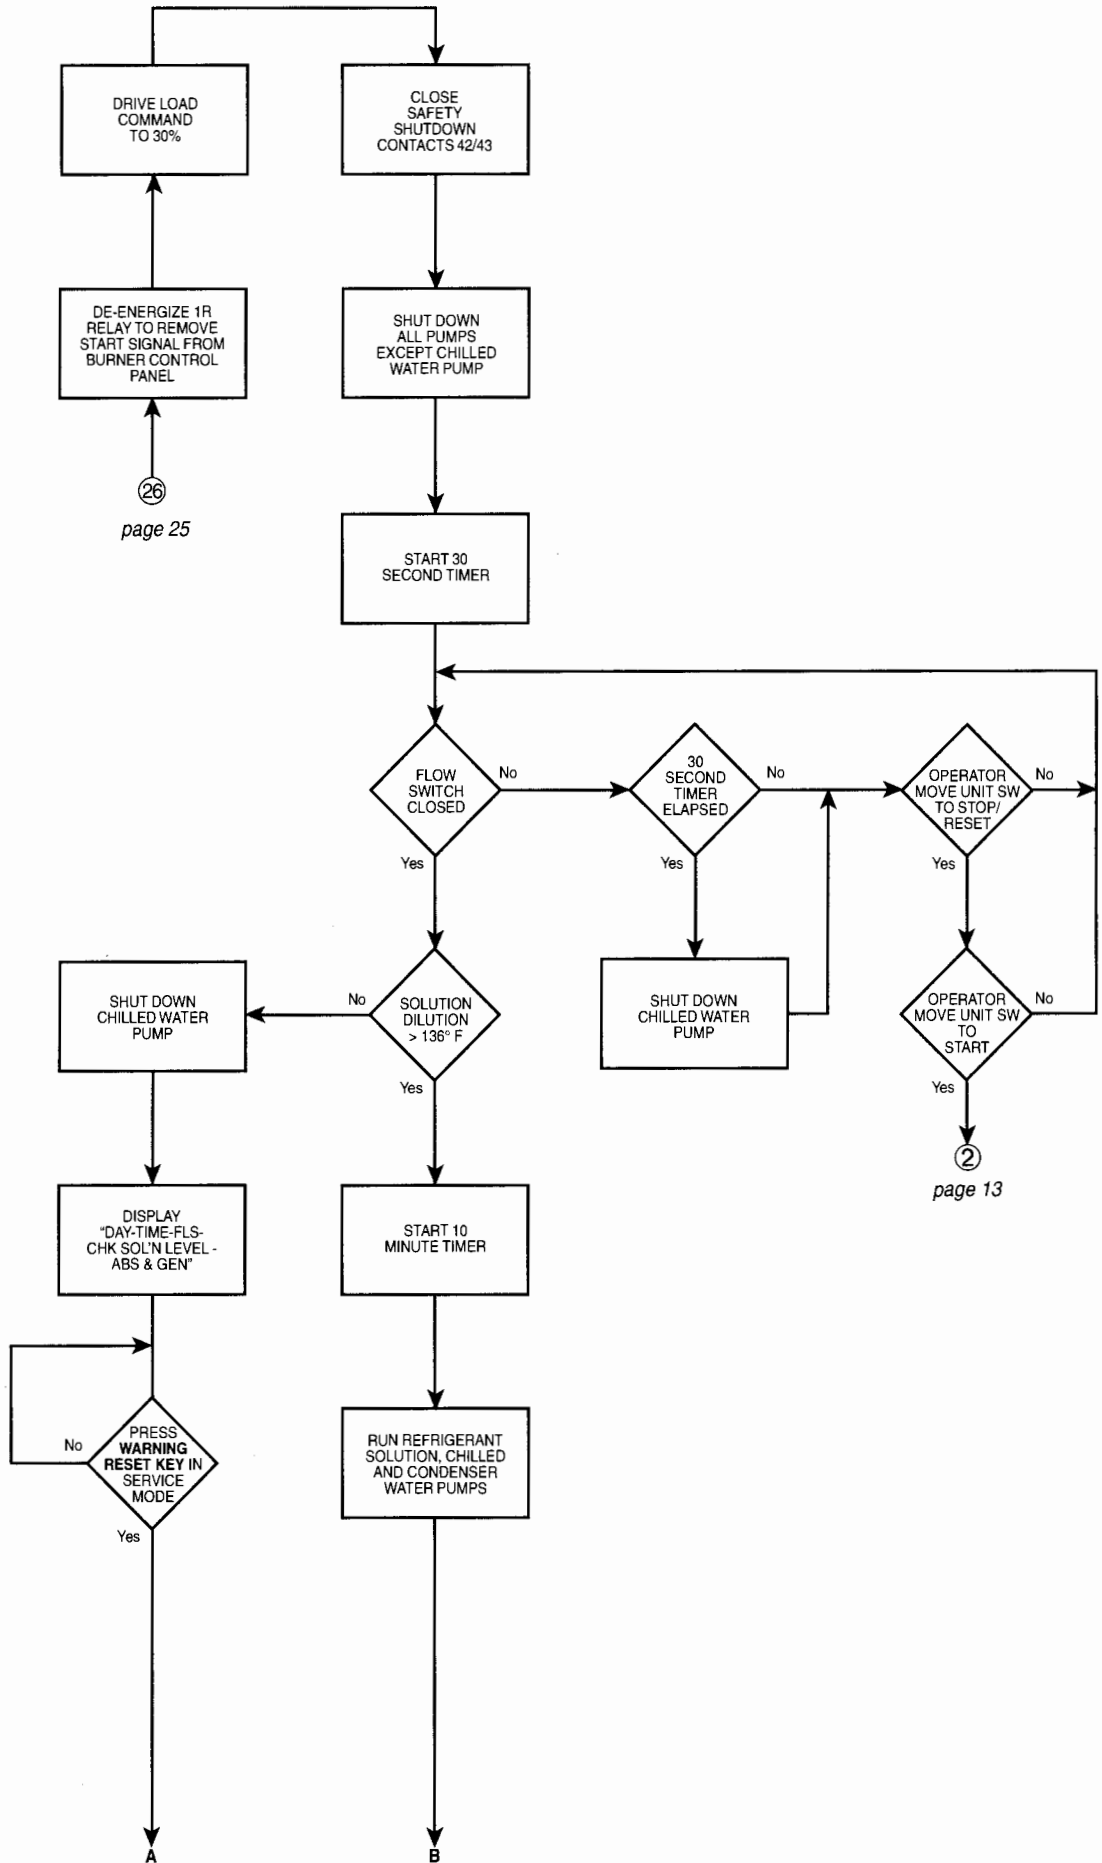 DRIVE LOAD
COMMAND
TO 30%
CLOSE
SAFETY
SHUTDOWN
CONTACTS 42/43
DE-ENERGIZE 1R
RELAY TO REMOVE
START SIGNAL FROM
BURNER CONTROL
PANEL
SHUT DOWN
ALL PUMPS
EXCEPT CHILLED
WATER PUMP
26
page 25
START 30
SECOND TIMER
FLOW
SWITCH
CLOSED
No
Yes
30
SECOND
TIMER
ELAPSED
No
Yes
OPERATOR
MOVE UNIT SW
TO STOP/
RESET
No
Yes
SHUT DOWN
CHILLED WATER
PUMP
No
SOLUTION
DILUTION
> 136° F
Yes
SHUT DOWN
CHILLED WATER
PUMP
OPERATOR
MOVE UNIT SW
TO
START
No
Yes
2
page 13
DISPLAY
"DAY-TIME-FLS-
CHK SOL'N LEVEL -
ABS & GEN"
START 10
MINUTE TIMER
No
PRESS
WARNING
RESET KEY IN
SERVICE
MODE
Yes
RUN REFRIGERANT
SOLUTION, CHILLED
AND CONDENSER
WATER PUMPS
A
B